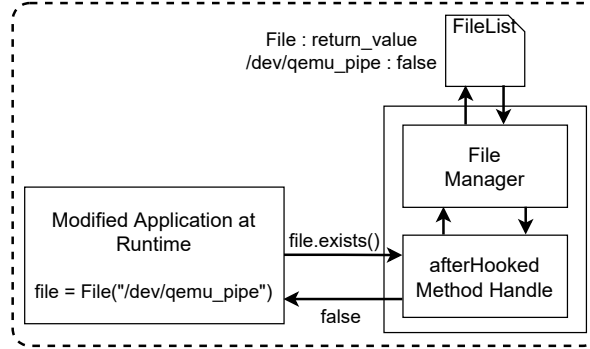 FileList
File : return_value
/dev/qemu_pipe : false
File
Manager
Modified Application at
Runtime
file = File("/dev/qemu_pipe")
file.exists()
afterHooked
Method Handle
false